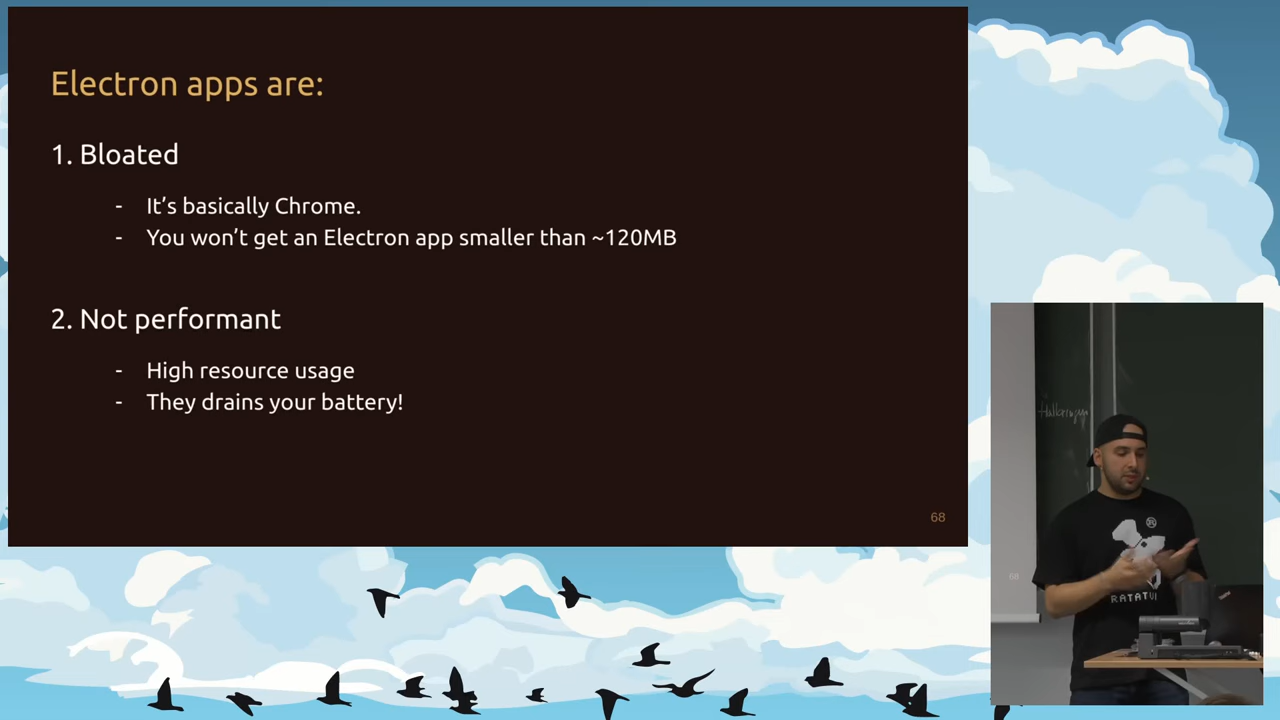 Electron apps are:
1. Bloated
- It's basically Chrome.
- You won't get an Electron app smaller than ~120MB
2. Not performant
- High resource usage
- They drains your battery!
68
68
RATATUI